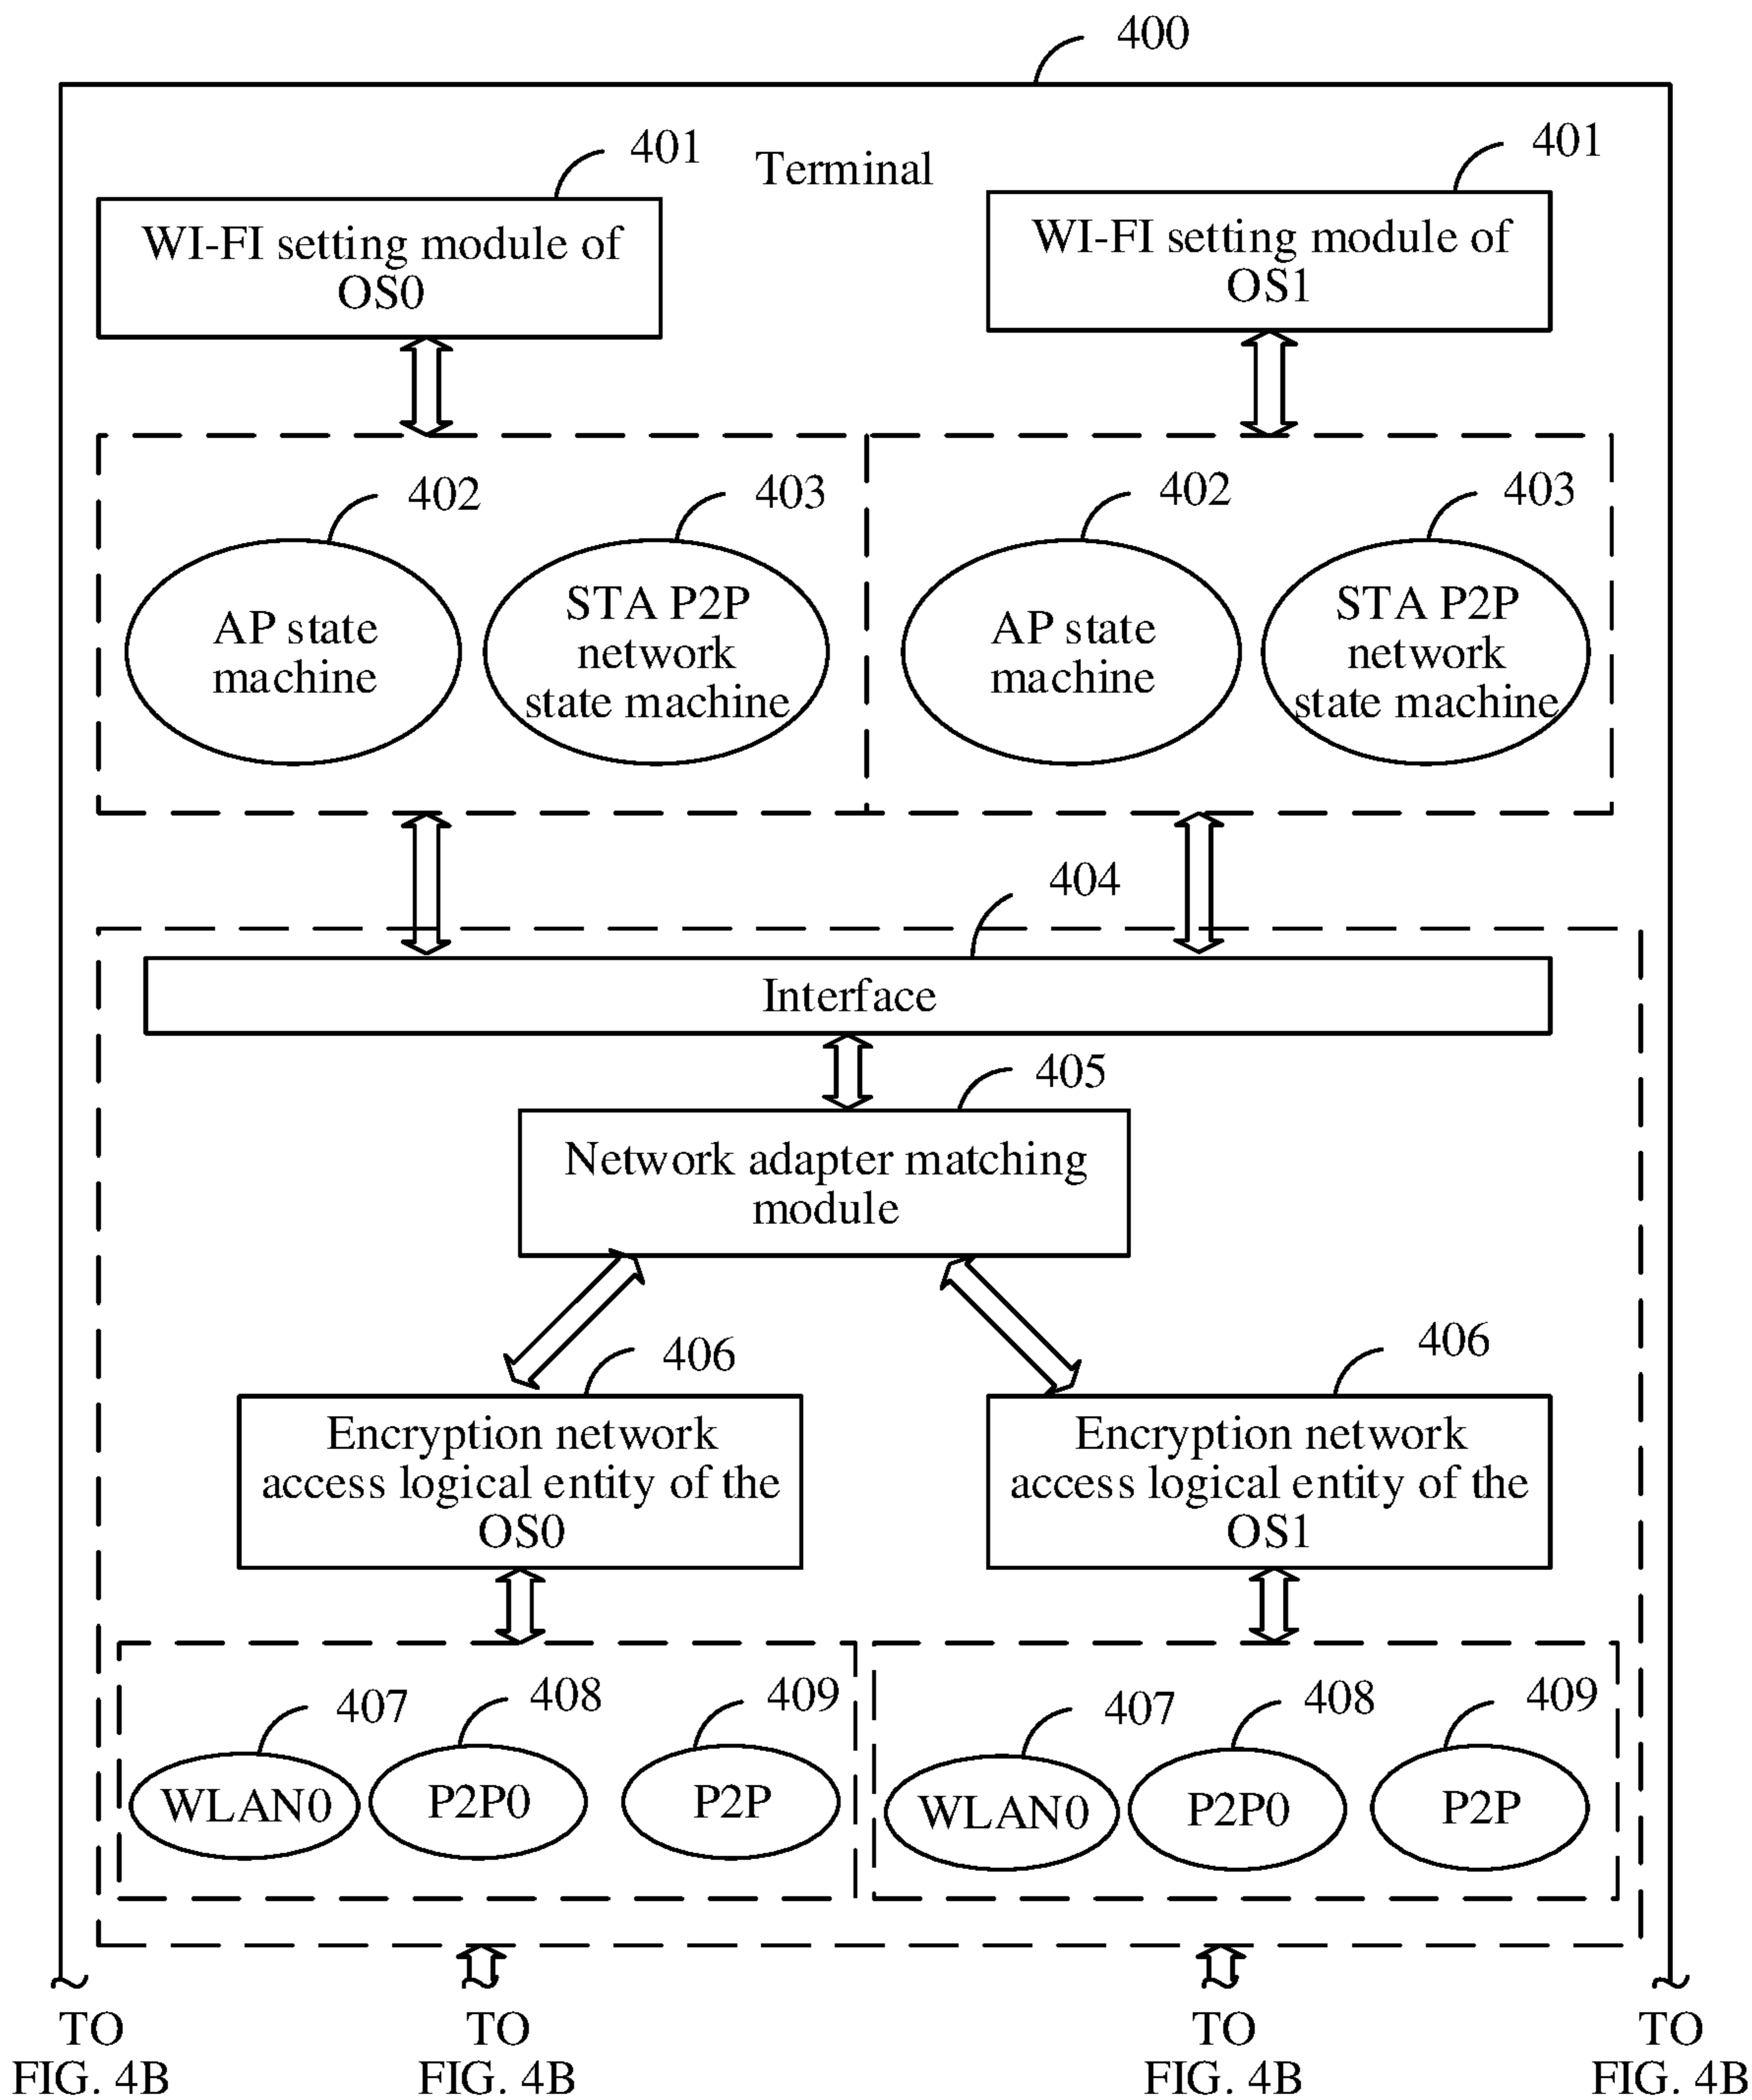 400
401
Terminal
401
WI-FI setting module of
OS0
WI-FI setting module of
OS1
402
403
402
403
AP state
machine
STA P2P
network
state machine
AP state
machine
STA P2P
network
state machine
404
Interface
405
Network adapter matching
module
406
406
Encryption network
access logical entity of the
OS0
Encryption network
access logical entity of the
OS1
407
408
409
407
408
409
WLAN0
P2P0
P2P
WLAN0
P2P0
P2P
TO
FIG. 4B
TO
FIG. 4B
TO
FIG. 4B
TO
FIG. 4B